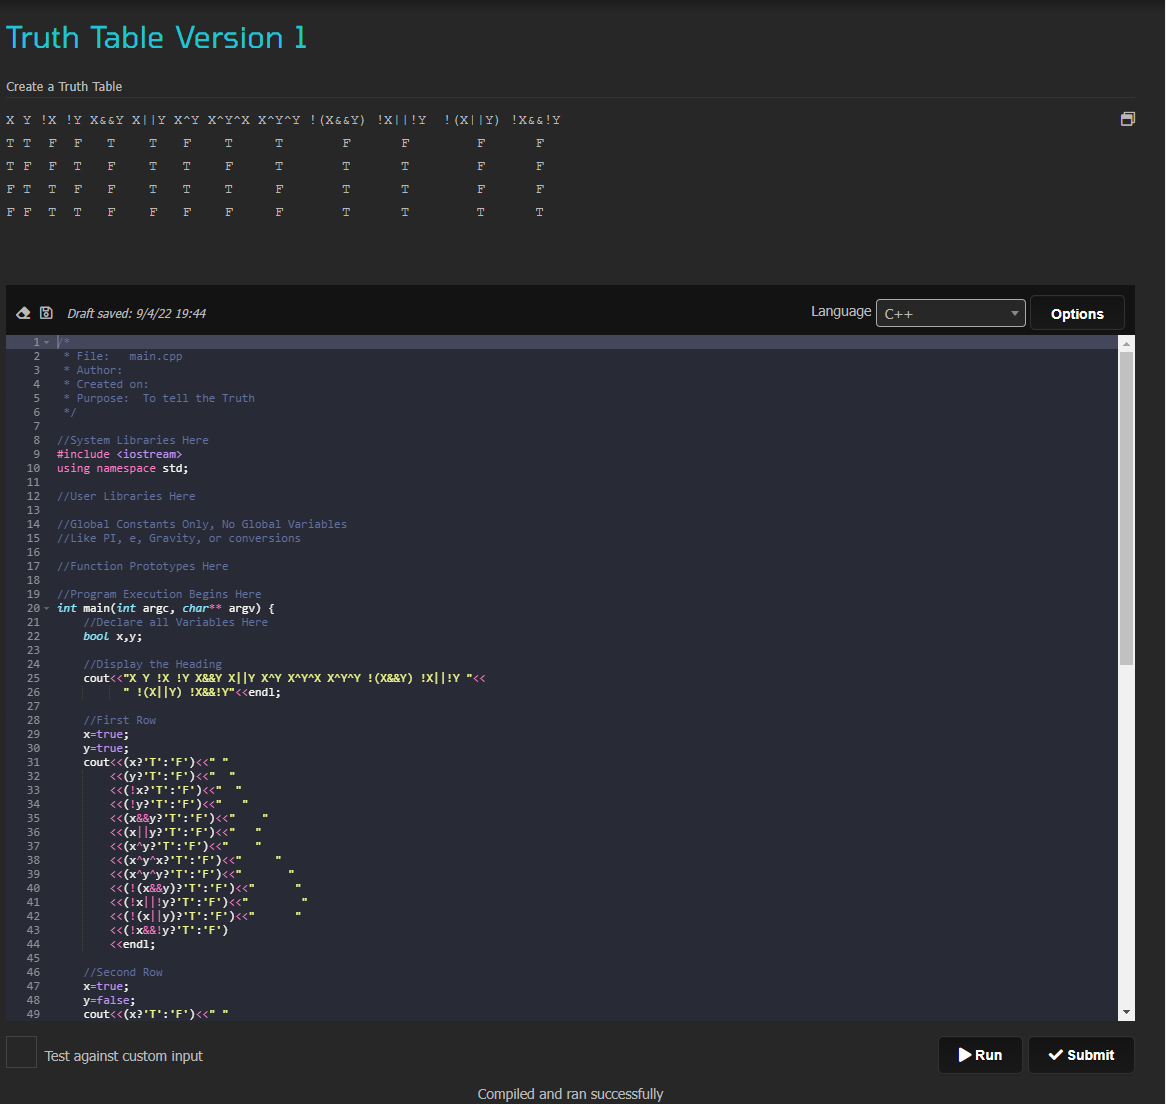 Truth Table Version 1
Create a Truth Table
X Y !X !Y X&&Y X||Y X^Y X^Y^X X^Y^Y !(X&&Y) !X||!Y  !(X||Y) !X&&!Y
T T  F  F   T    T   F    T     T       F      F        F      F
T F  F  T   F    T   T    F     T       T      T        F      F
F T  T  F   F    T   T    T     F       T      T        F      F
F F  T  T   F    F   F    F     F       T      T        T      T
Draft saved: 9/4/22 19:44 Language C++ Options
1 /*
2  * File:   main.cpp
3  * Author:
4  * Created on:
5  * Purpose:  To tell the Truth
6  */
7
8 //System Libraries Here
9 #include <iostream>
10 using namespace std;
11
12 //User Libraries Here
13
14 //Global Constants Only, No Global Variables
15 //Like PI, e, Gravity, or conversions
16
17 //Function Prototypes Here
18
19 //Program Execution Begins Here
20 int main(int argc, char** argv) {
21     //Declare all Variables Here
22     bool x,y;
23
24     //Display the Heading
25     cout<<"X Y !X !Y X&&Y X||Y X^Y X^Y^X X^Y^Y !(X&&Y) !X||!Y "<<
26           " !(X||Y) !X&&!Y"<<endl;
27
28     //First Row
29     x=true;
30     y=true;
31     cout<<(x?'T':'F')<<" "
32         <<(y?'T':'F')<<"  "
33         <<(!x?'T':'F')<<"  "
34         <<(!y?'T':'F')<<"   "
35         <<(x&&y?'T':'F')<<"    "
36         <<(x||y?'T':'F')<<"   "
37         <<(x^y?'T':'F')<<"    "
38         <<(x^y^x?'T':'F')<<"     "
39         <<(x^y^y?'T':'F')<<"       "
40         <<(!(x&&y)?'T':'F')<<"      "
41         <<(!x||!y?'T':'F')<<"        "
42         <<(!(x||y)?'T':'F')<<"      "
43         <<(!x&&!y?'T':'F')
44         <<endl;
45
46     //Second Row
47     x=true;
48     y=false;
49     cout<<(x?'T':'F')<<" "
Test against custom input Run Submit
Compiled and ran successfully